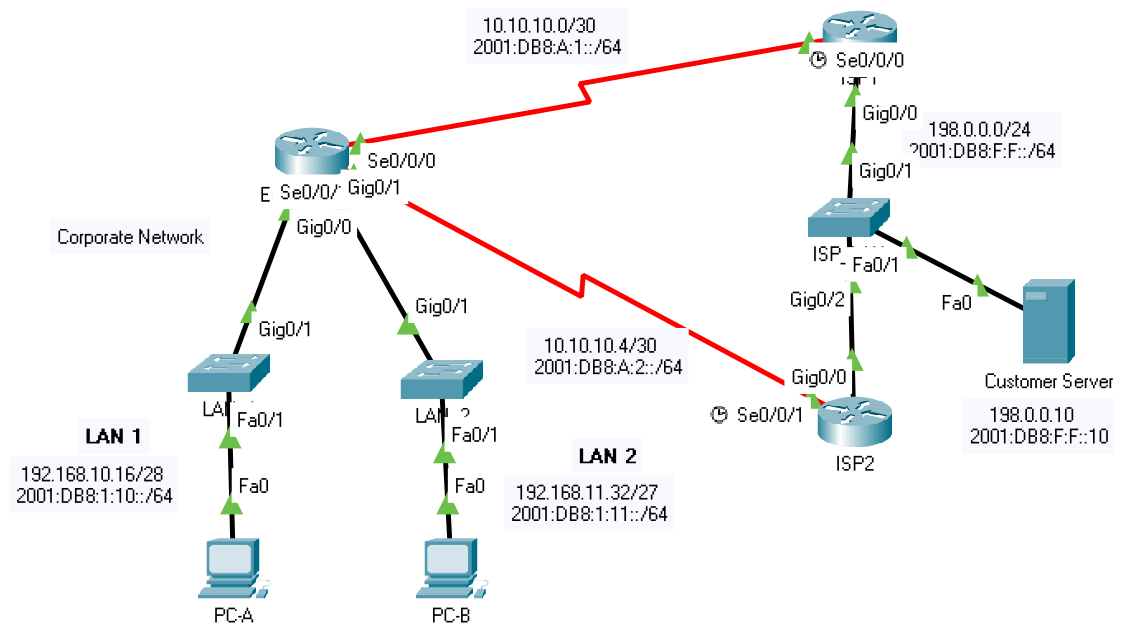 10.10.10.0/30
2001:DB8:A:1::/64
Se0/0/0
Gig0/0
198.0.0.0/24
2001:DB8:F:F::/64
Gig0/1
Se0/0/0
E
Se0/0/
Gig0/1
Gig0/0
Corporate Network
ISP
Fa0/1
Gig0/2
Fa0
Gig0/1
Gig0/1
10.10.10.4/30
2001:DB8:A:2::/64
Gig0/0
Customer Server
198.0.0.10
2001:DB8:F:F::10
Se0/0/1
ISP2
Fa0/1
Fa0/1
LAN 1
192.168.10.16/28
2001:DB8:1:10::/64
LAN 2
192.168.11.32/27
2001:DB8:1:11::/64
Fa0
Fa0
PC-A
PC-B